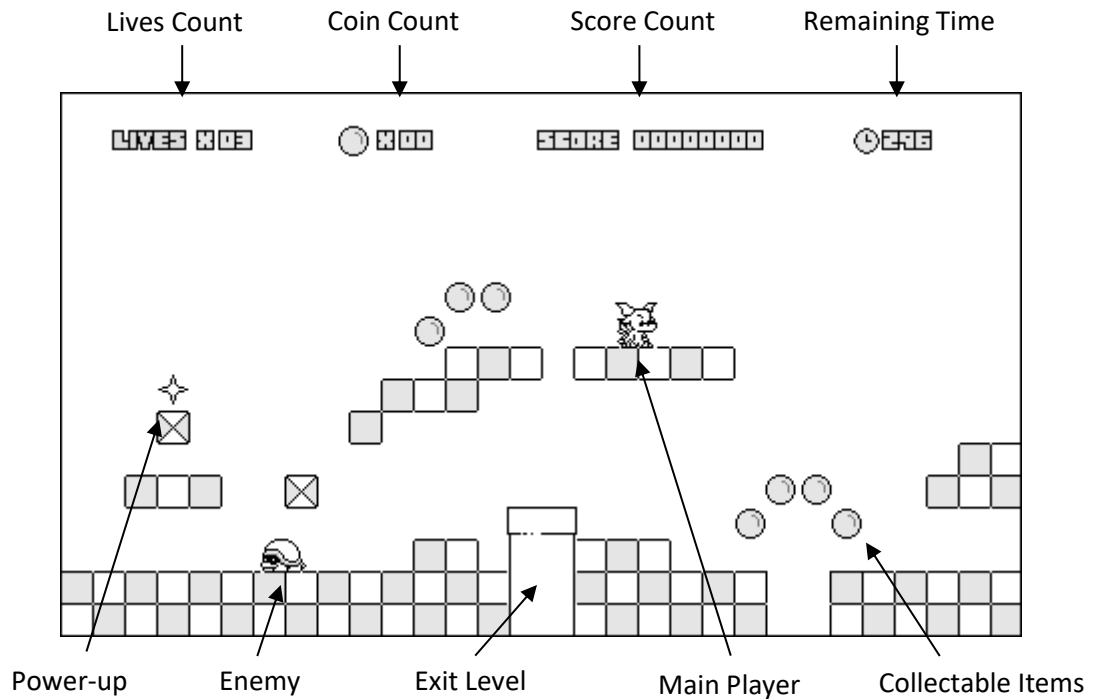 Lives Count Coin Count Score Count Remaining Time
LIVES X 03 X 00 SCORE 00000000 296
Power-up Enemy Exit Level Main Player Collectable Items